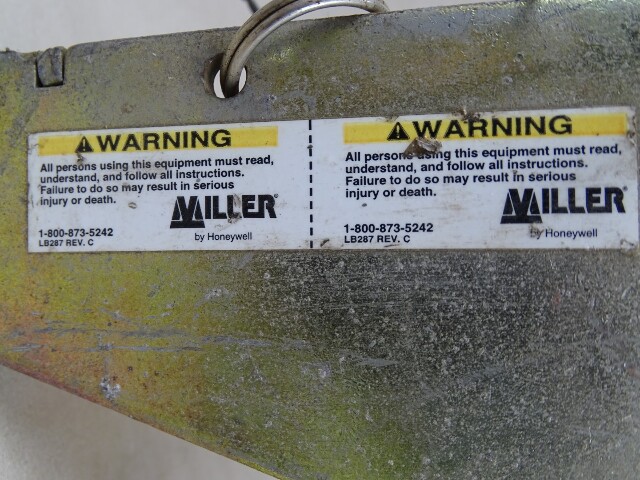 WARNING
All persons using this equipment must read,
understand, and follow all instructions.
Failure to do so may result in serious
injury or death.
MILLER®
by Honeywell
1-800-873-5242
LB287 REV. C
WARNING
All persons using this equipment must read,
understand, and follow all instructions.
Failure to do so may result in serious
injury or death.
MILLER®
by Honeywell
1-800-873-5242
LB287 REV. C